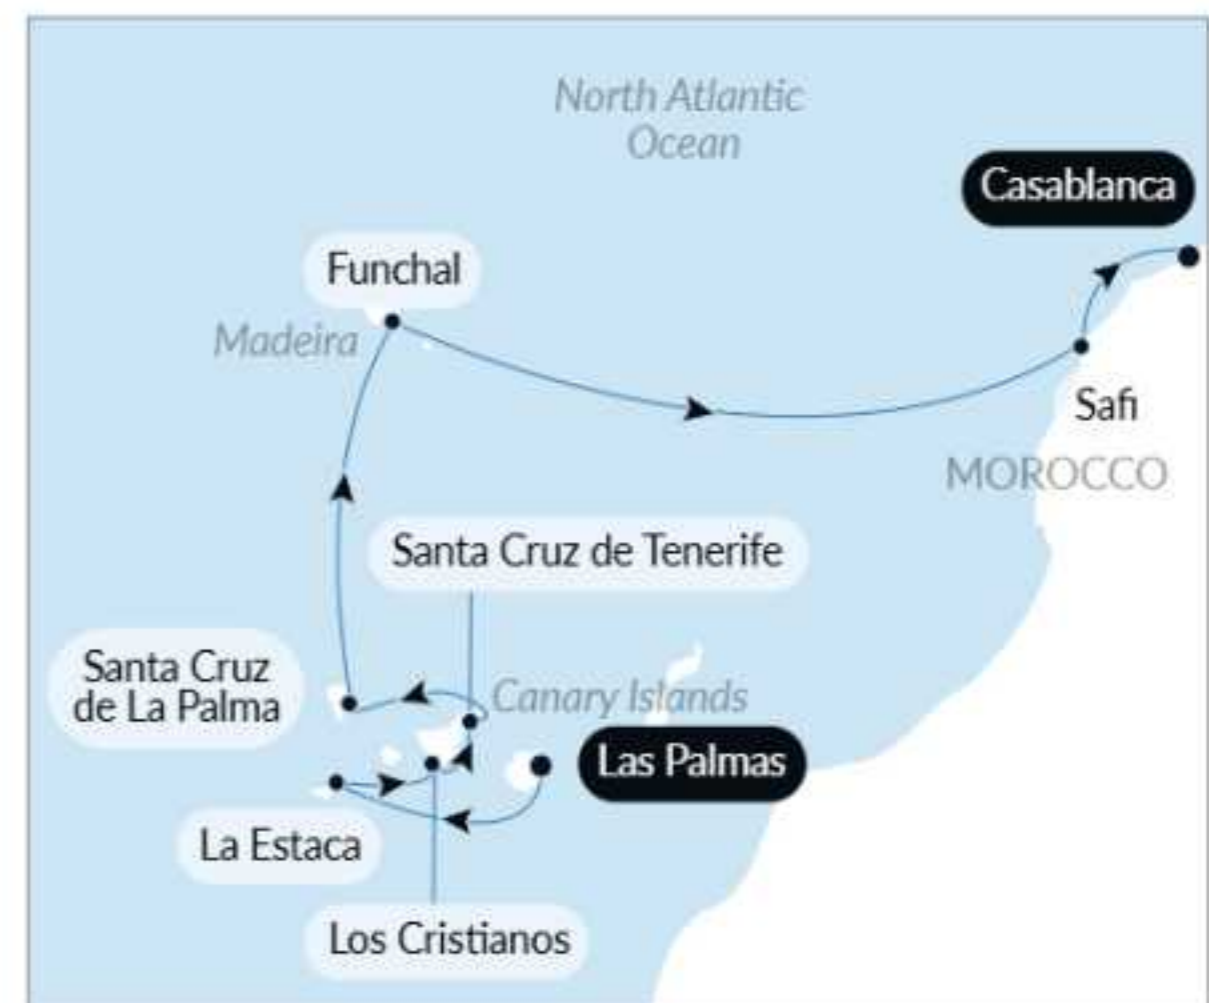 North Atlantic
Ocean
Casablanca
Funchal
Madeira
Safi
MOROCCO
Santa Cruz de Tenerife
Santa Cruz
de La Palma
Canary Islands
Las Palmas
La Estaca
Los Cristianos